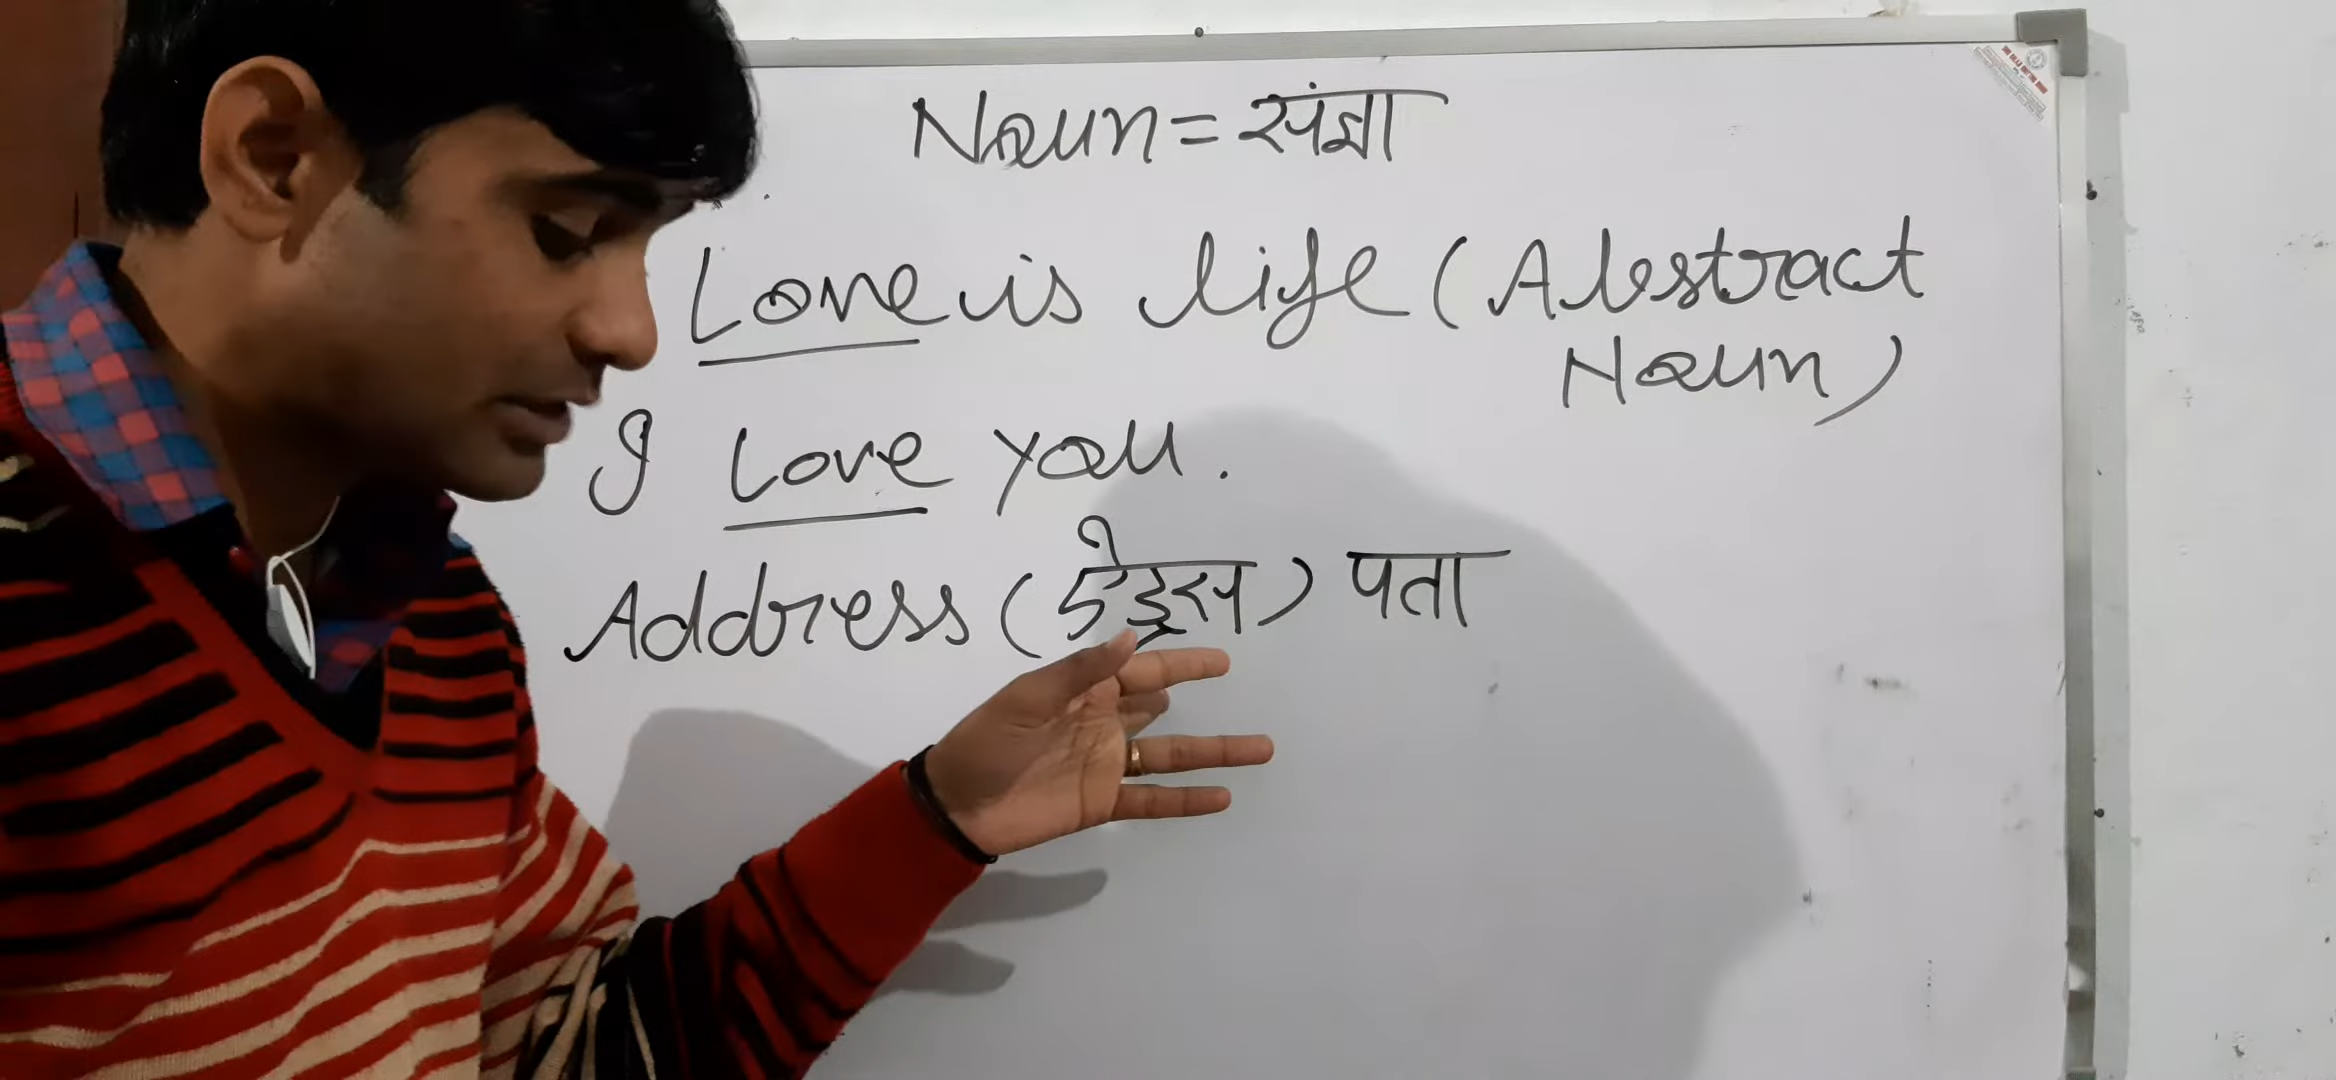 Noun = संज्ञा
Love is life (Abstract
Noun)
I Love you.
Address (ऐड्रेस) पता